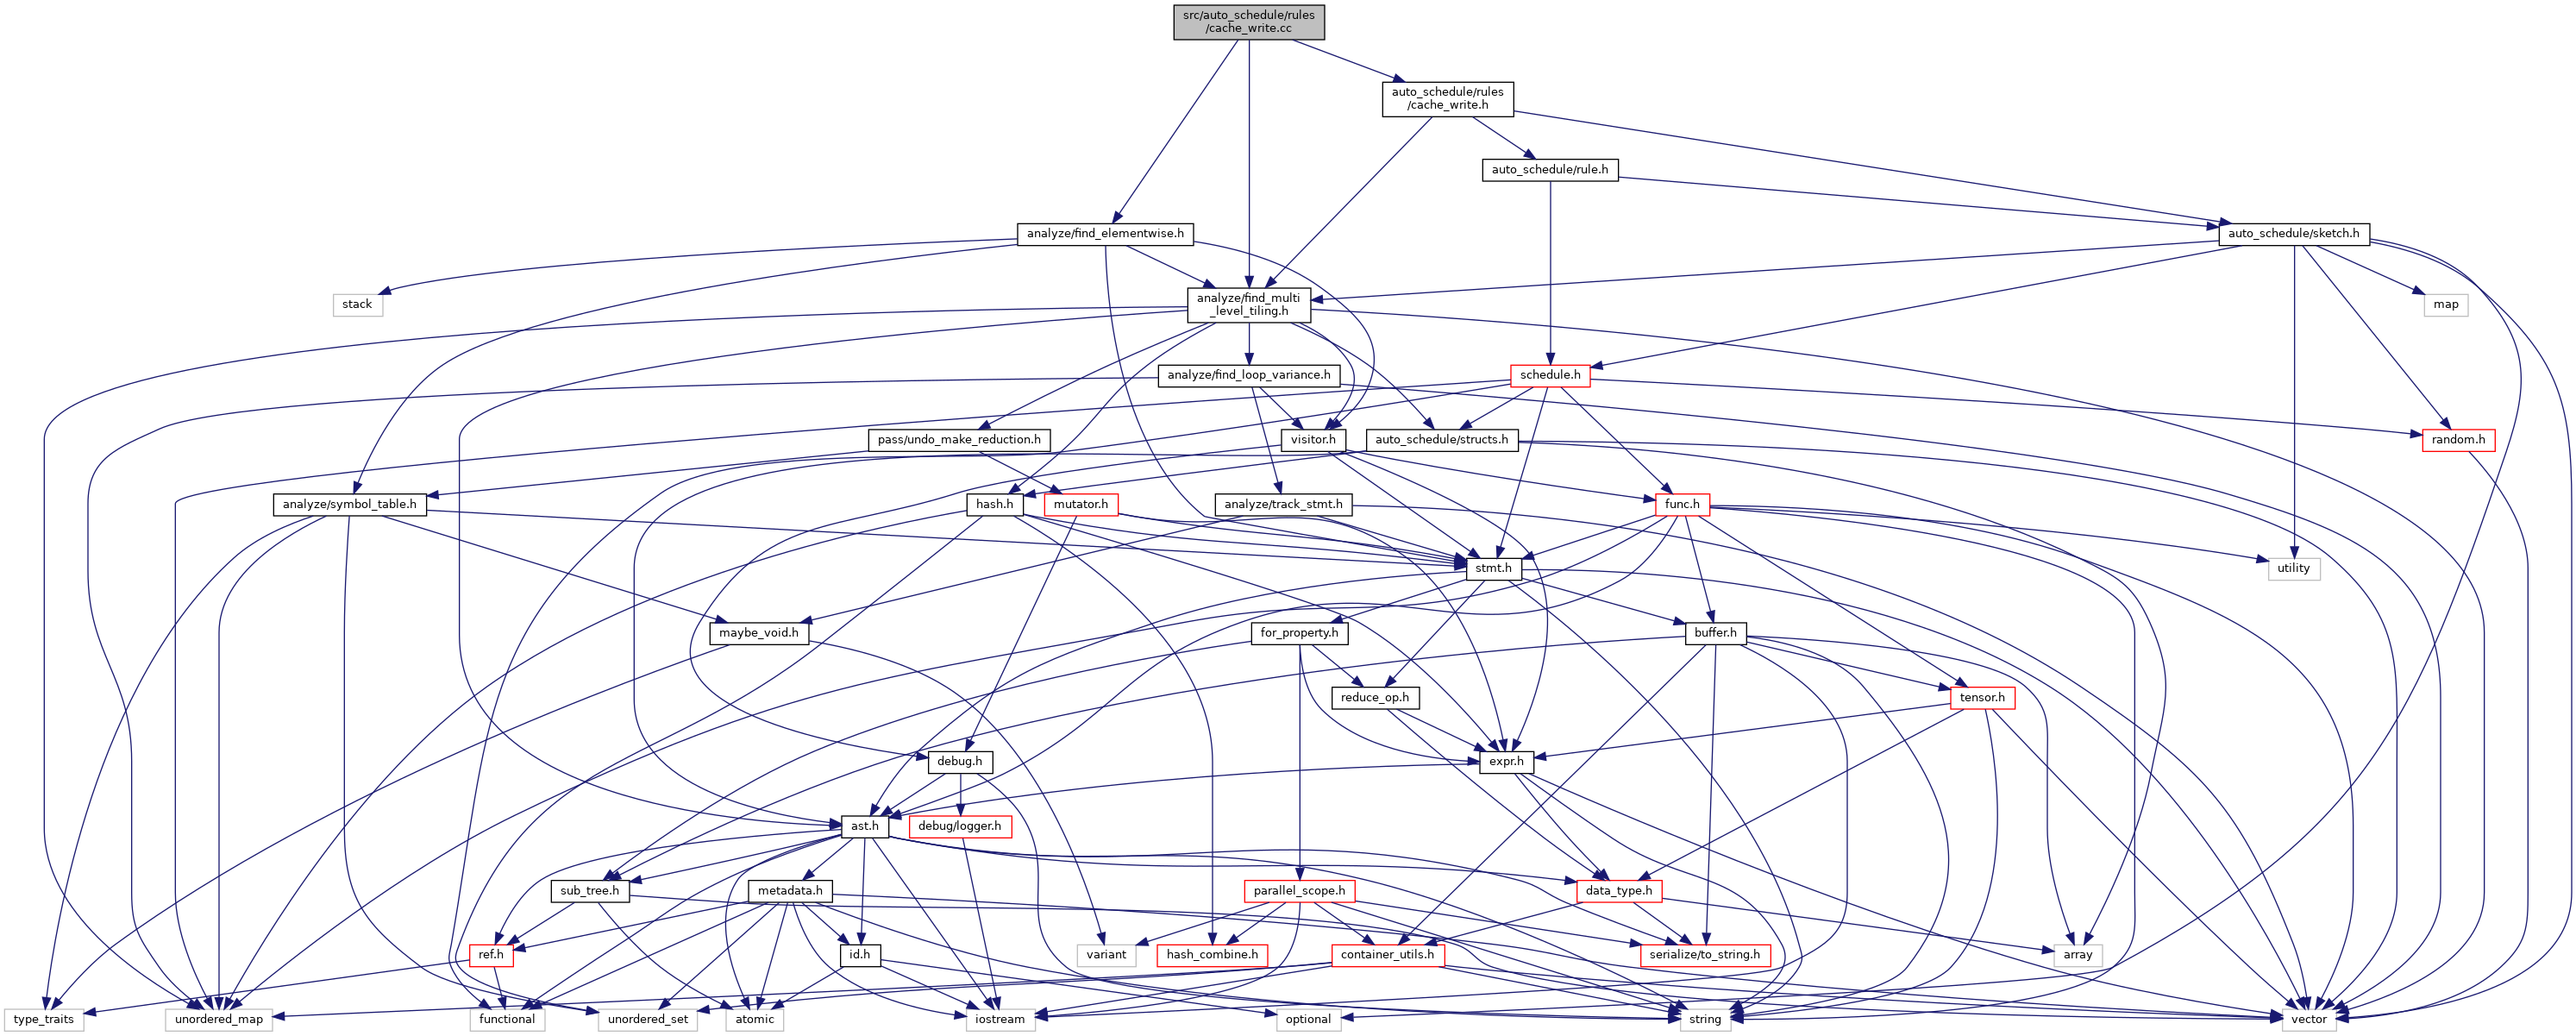 src/auto_schedule/rules
/cache_write.cc
auto_schedule/rules
/cache_write.h
auto_schedule/rule.h
analyze/find_elementwise.h
auto_schedule/sketch.h
stack
analyze/find_multi
_level_tiling.h
map
analyze/find_loop_variance.h
schedule.h
pass/undo_make_reduction.h
visitor.h
auto_schedule/structs.h
random.h
analyze/symbol_table.h
hash.h
mutator.h
analyze/track_stmt.h
func.h
stmt.h
utility
maybe_void.h
for_property.h
buffer.h
reduce_op.h
tensor.h
debug.h
expr.h
ast.h
debug/logger.h
sub_tree.h
metadata.h
parallel_scope.h
data_type.h
ref.h
id.h
variant
hash_combine.h
container_utils.h
serialize/to_string.h
array
type_traits
unordered_map
functional
unordered_set
atomic
iostream
optional
string
vector